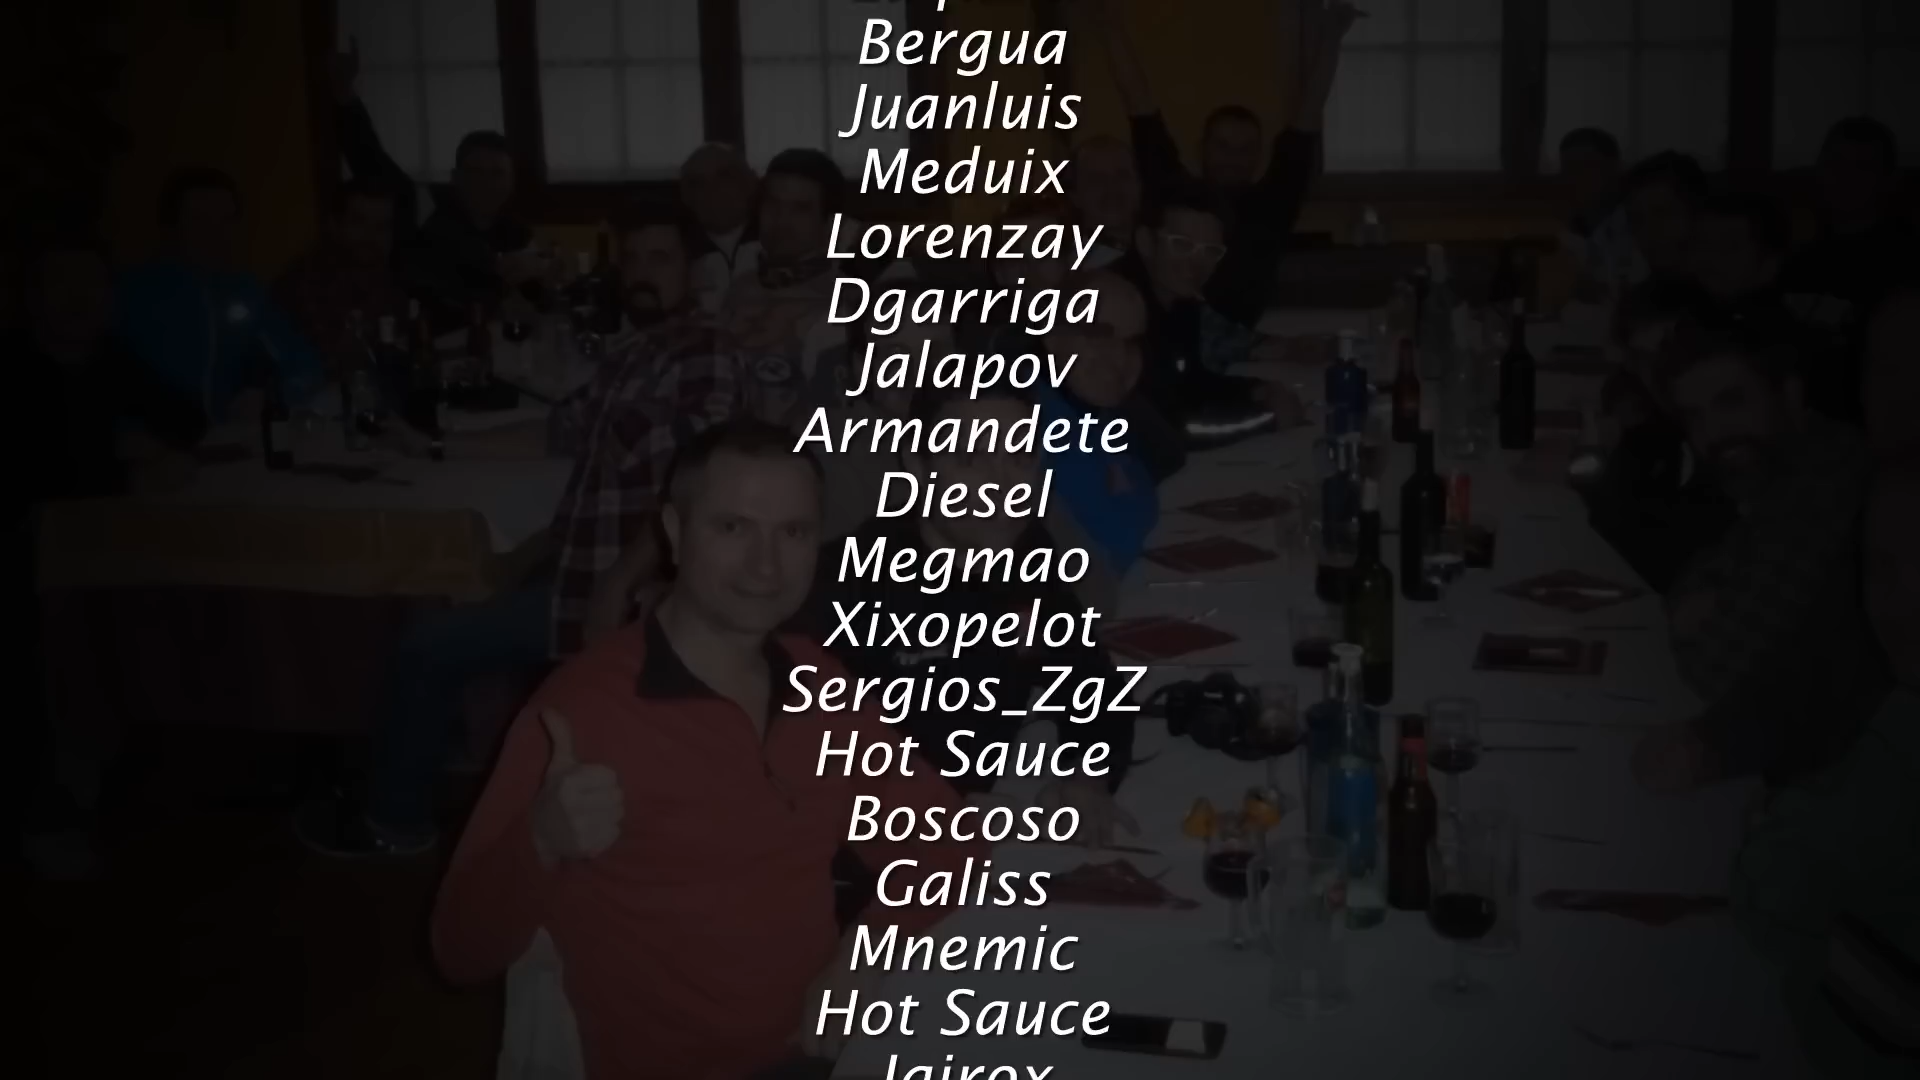 Bergua
Juanluis
Meduix
Lorenzay
Dgarriga
Jalapov
Armandete
Diesel
Megmao
Xixopelot
Sergios_ZgZ
Hot Sauce
Boscoso
Galiss
Mnemic
Hot Sauce